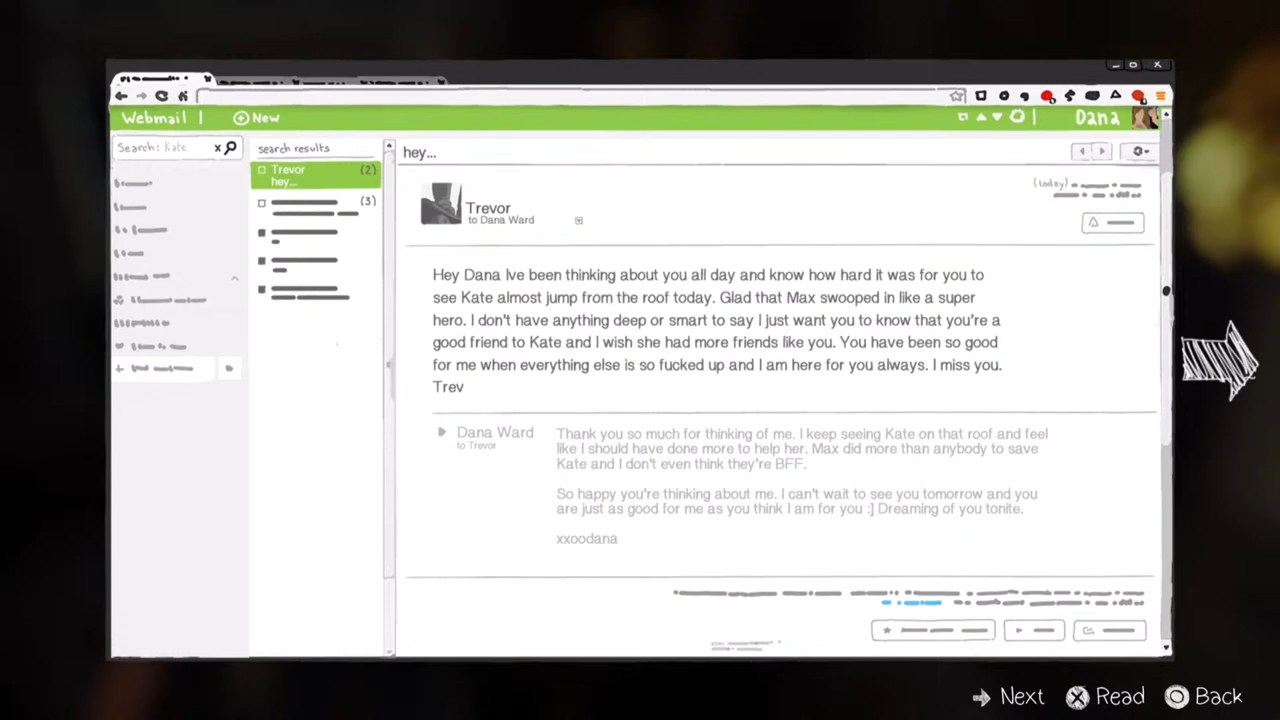 Webmail |
New
Dana
Search: Kate x
search results
hey...
Trevor (2)
hey...
(3)
(today)
Trevor
to Dana Ward
Hey Dana Ive been thinking about you all day and know how hard it was for you to
see Kate almost jump from the roof today. Glad that Max swooped in like a super
hero. I don't have anything deep or smart to say I just want you to know that you're a
good friend to Kate and I wish she had more friends like you. You have been so good
for me when everything else is so fucked up and I am here for you always. I miss you.
Trev
Dana Ward
to Trevor
Thank you so much for thinking of me. I keep seeing Kate on that roof and feel
like I should have done more to help her. Max did more than anybody to save
Kate and I don't even think they're BFF.
So happy you're thinking about me. I can't wait to see you tomorrow and you
are just as good for me as you think I am for you :] Dreaming of you tonite.
xxoodana
Next
Read
Back